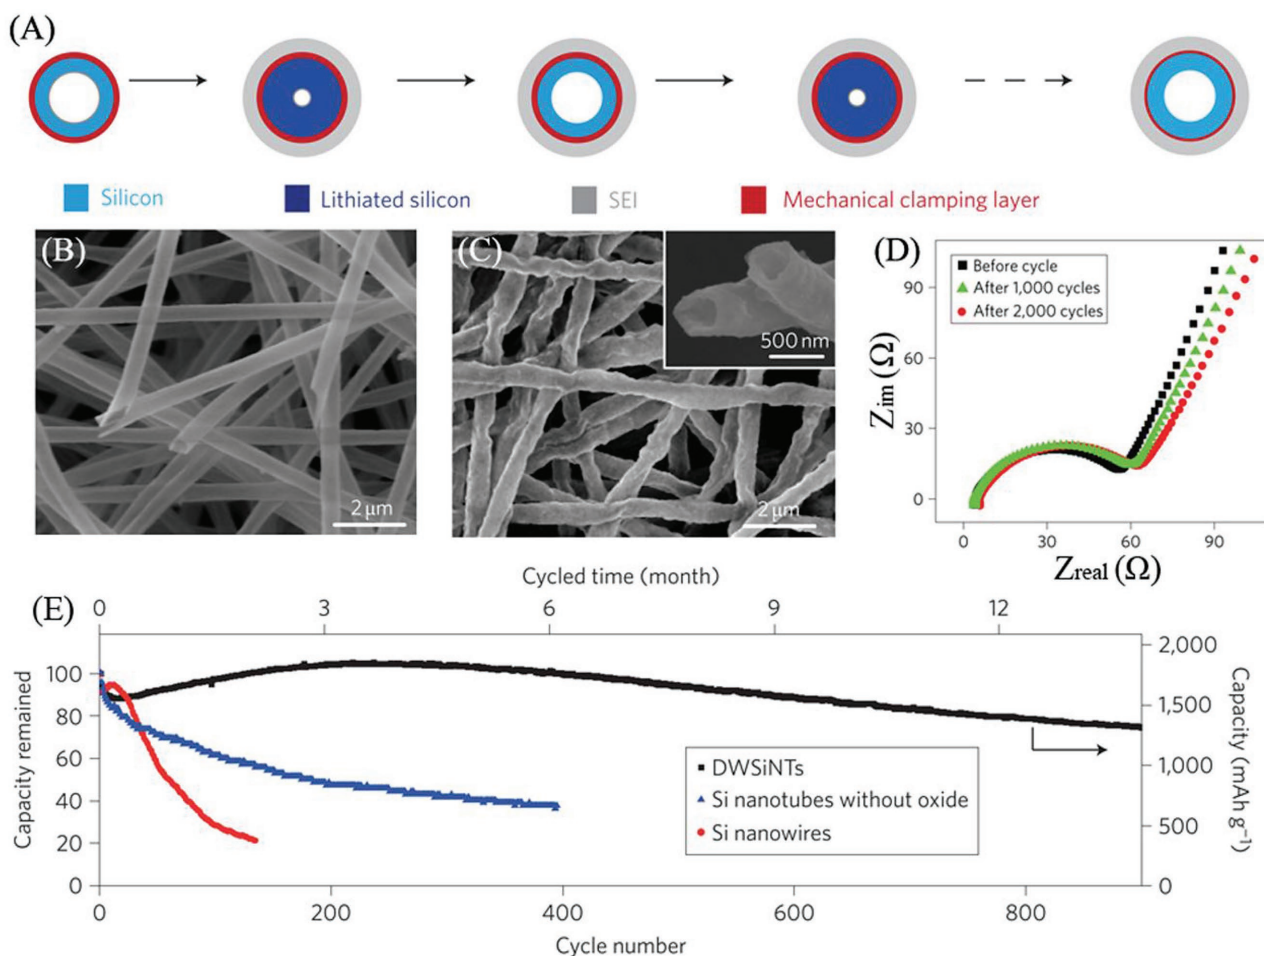 (A)
Silicon
Lithiated silicon
SEI
Mechanical clamping layer
(B)
2 μm
(C)
500 nm
2 μm
(D)
Before cycle
After 1,000 cycles
After 2,000 cycles
90
60
30
0
Zim (Ω)
0 30 60 90
Zreal (Ω)
Cycled time (month)
(E)
0 3 6 9 12
100
80
60
40
20
0
Capacity remained
2,000
1,500
1,000
500
0
Capacity (mAh g⁻¹)
DWSiNTs
Si nanotubes without oxide
Si nanowires
0 200 400 600 800
Cycle number